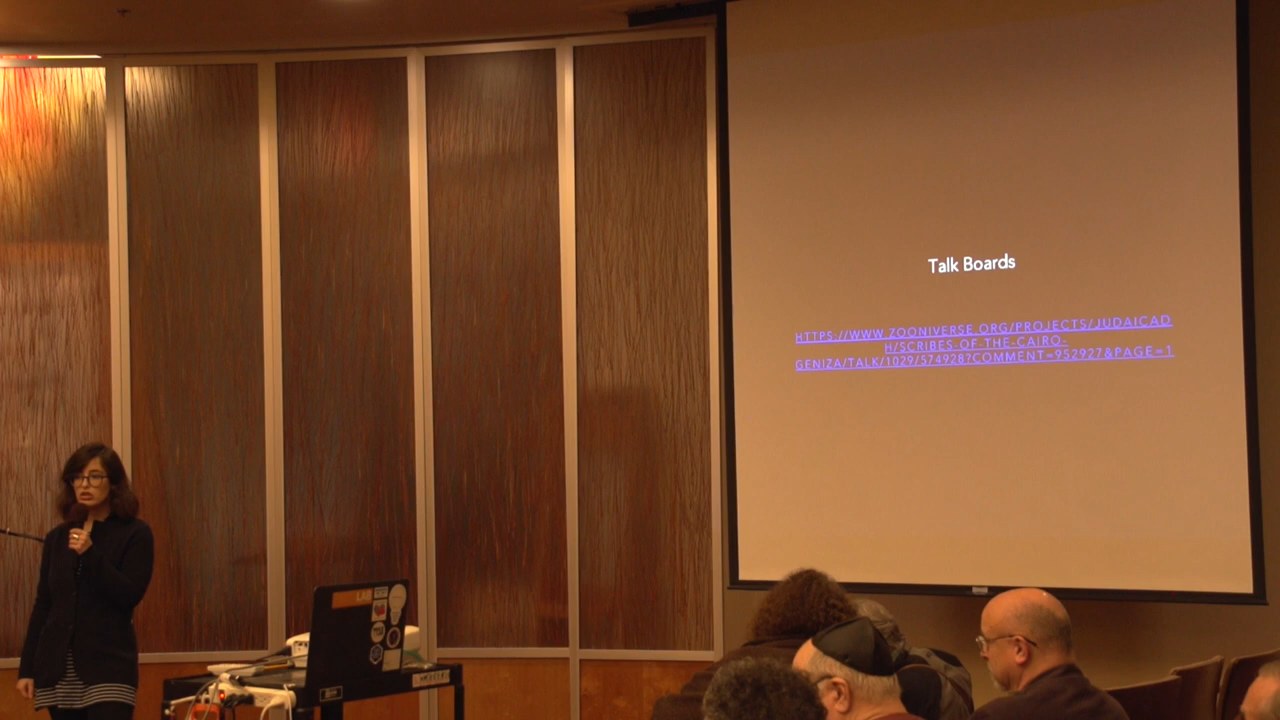 Talk Boards
HTTPS://WWW.ZOONIVERSE.ORG/PROJECTS/JUDAICAD
H/SCRIBES-OF-THE-CAIRO-
GENIZA/TALK/1029/574928?COMMENT=952927&PAGE=1
LAB